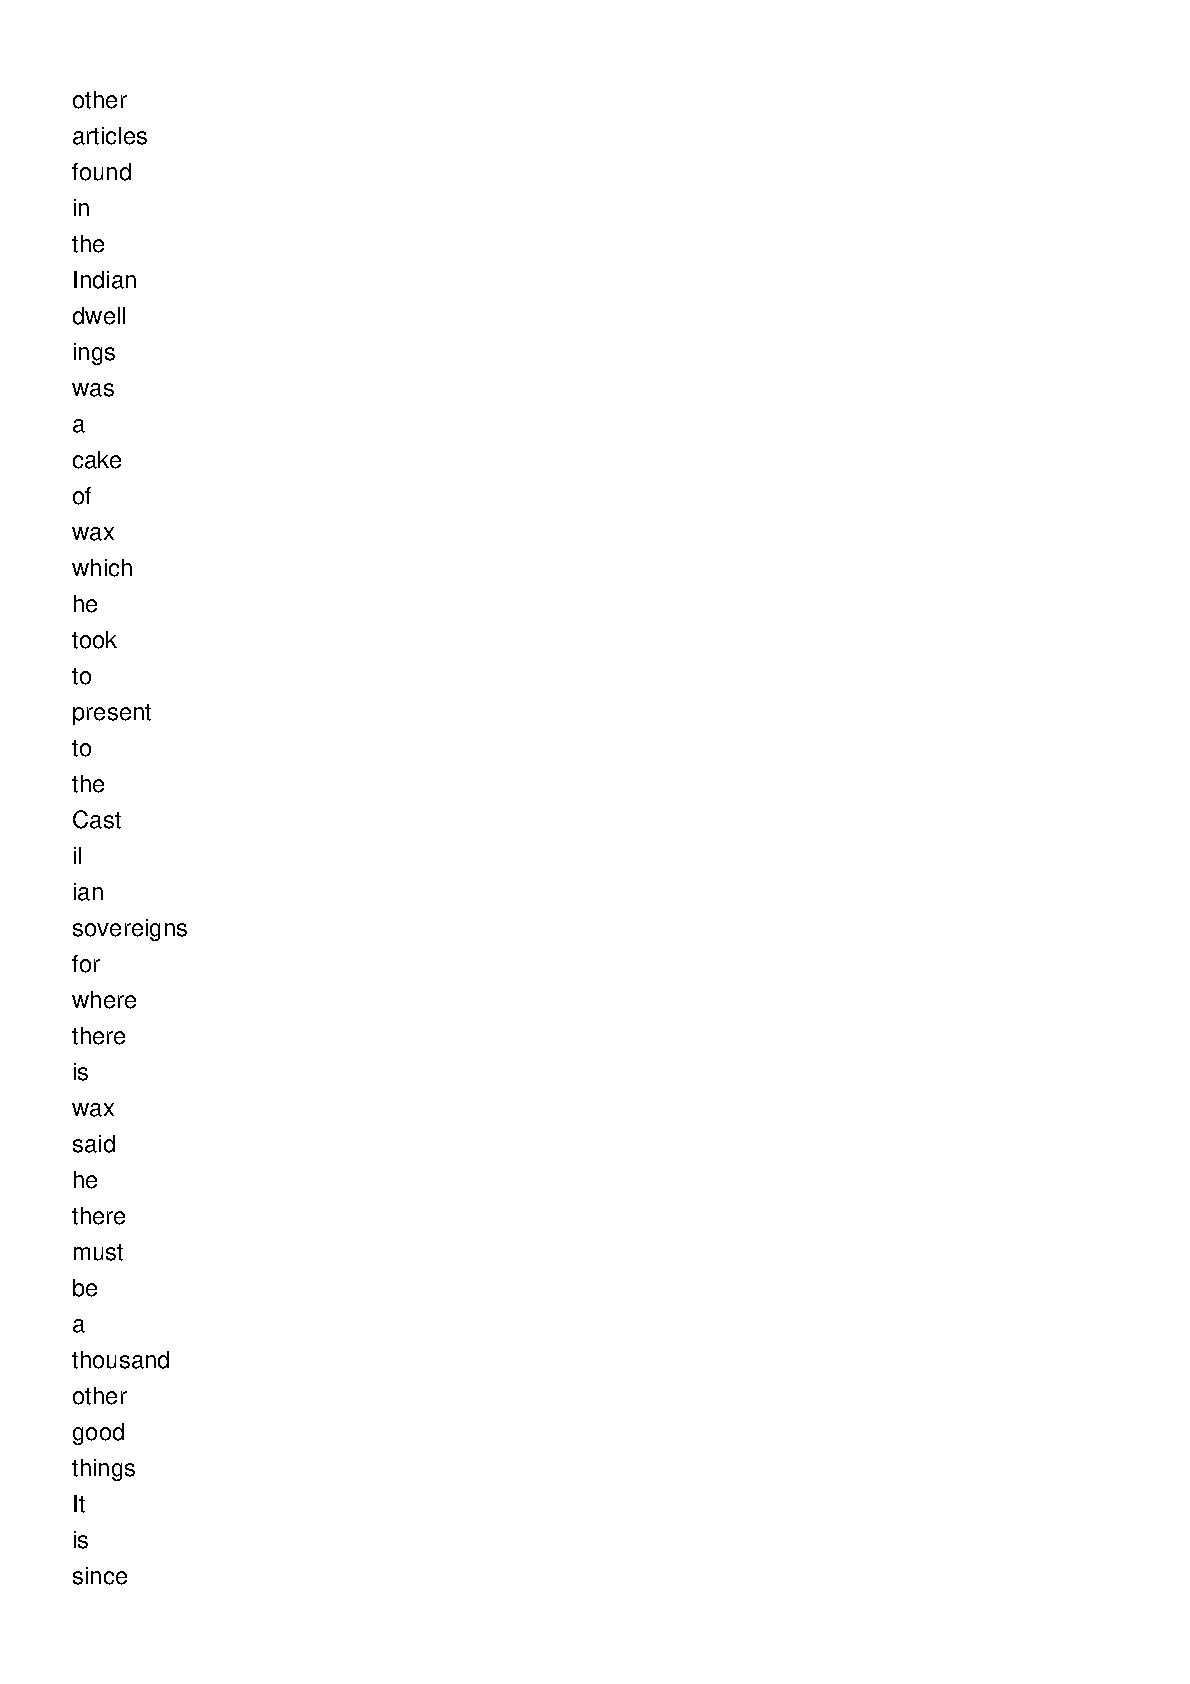 other
articles
found
in
the
Indian
dwell
ings
was
a
cake
of
wax
which
he
took
to
present
to
the
Cast
il
ian
sovereigns
for
where
there
is
wax
said
he
there
must
be
a
thousand
other
good
things
It
is
since